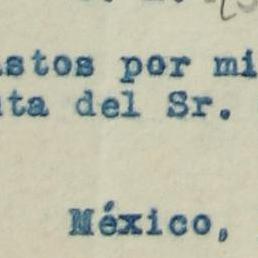 stos por mi
ta del Sr.
México,